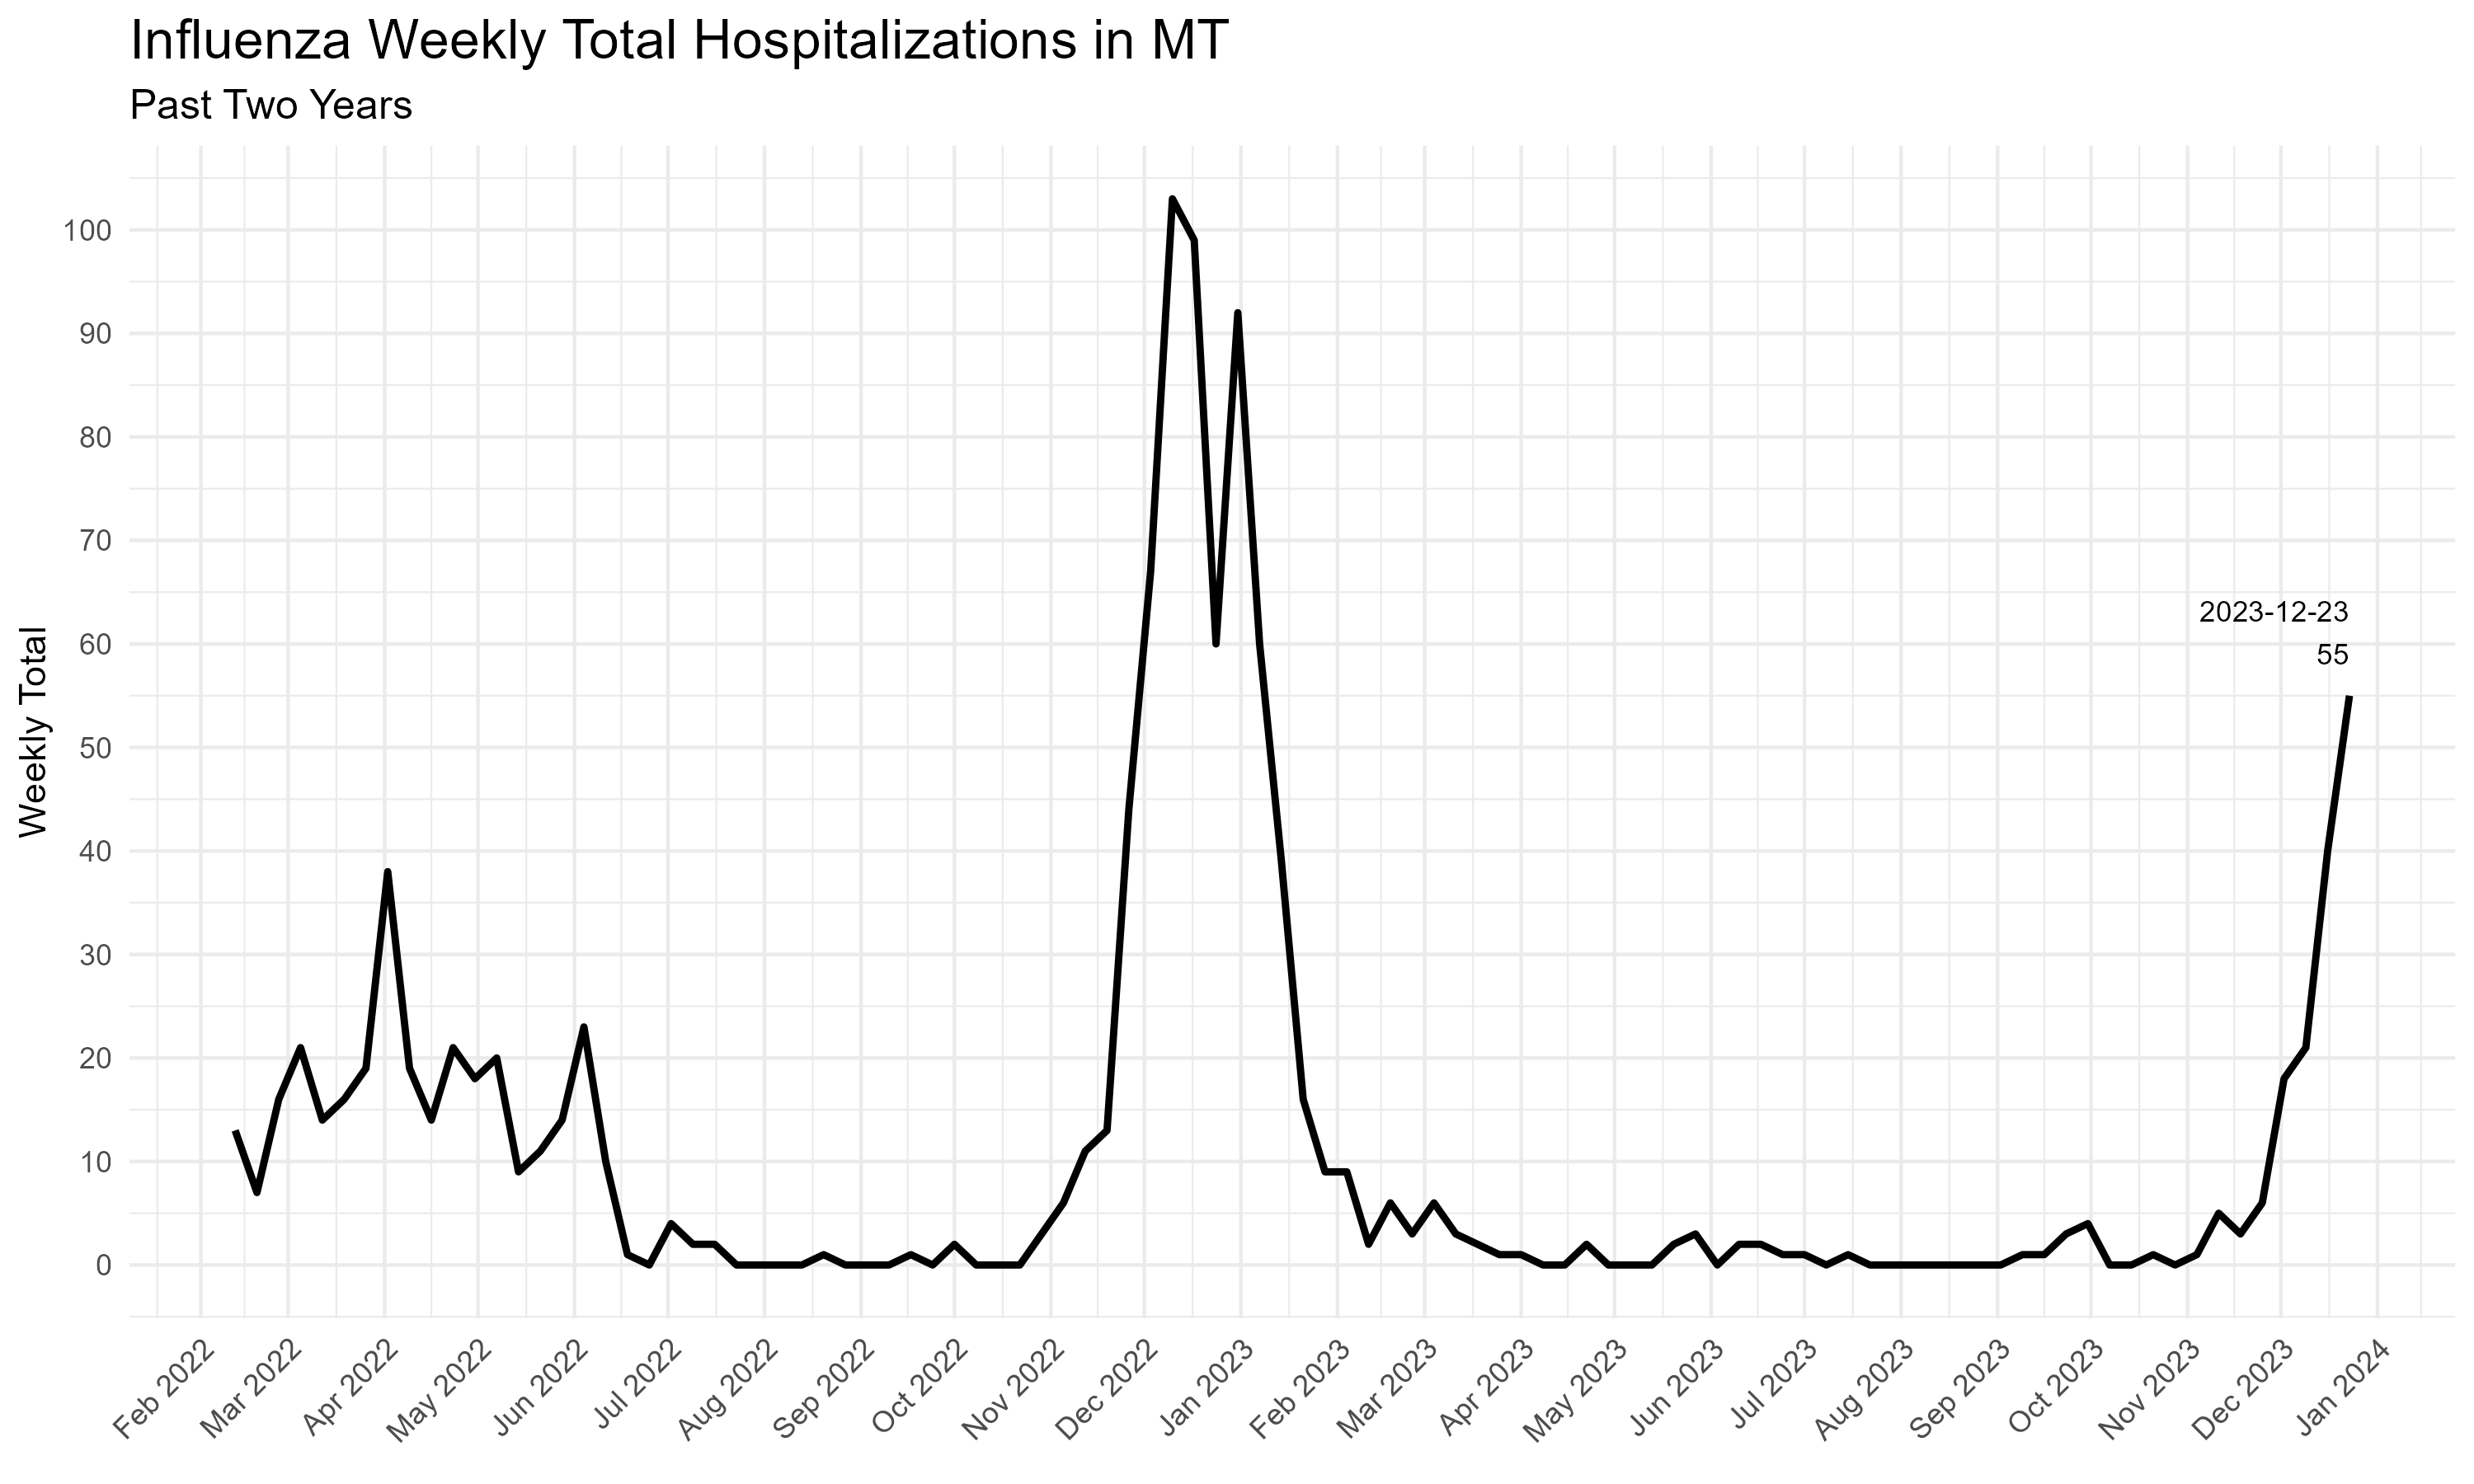 Influenza Weekly Total Hospitalizations in MT
Past Two Years
Weekly Total
100
90
80
70
60
50
40
30
20
10
0
2023-12-23
55
Feb 2022
Mar 2022
Apr 2022
May 2022
Jun 2022
Jul 2022
Aug 2022
Sep 2022
Oct 2022
Nov 2022
Dec 2022
Jan 2023
Feb 2023
Mar 2023
Apr 2023
May 2023
Jun 2023
Jul 2023
Aug 2023
Sep 2023
Oct 2023
Nov 2023
Dec 2023
Jan 2024